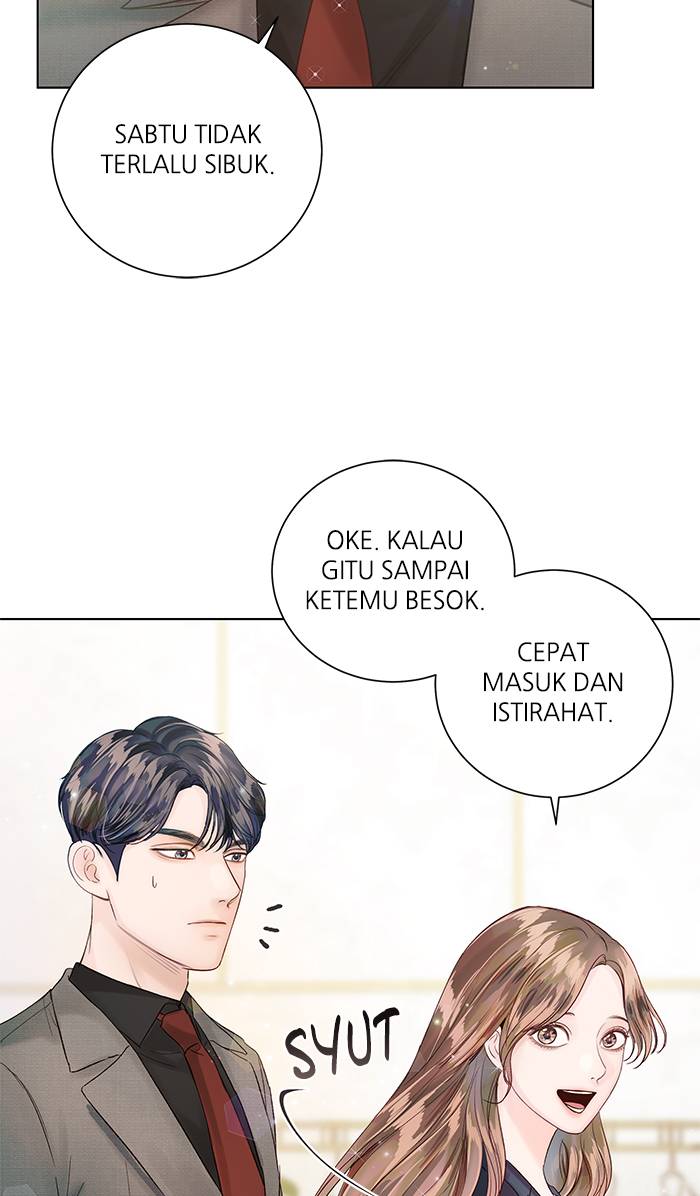 SABTU TIDAK
TERLALU SIBUK.
OKE. KALAU
GITU SAMPAI
KETEMU BESOK.
CEPAT
MASUK DAN
ISTIRAHAT.
SYUT